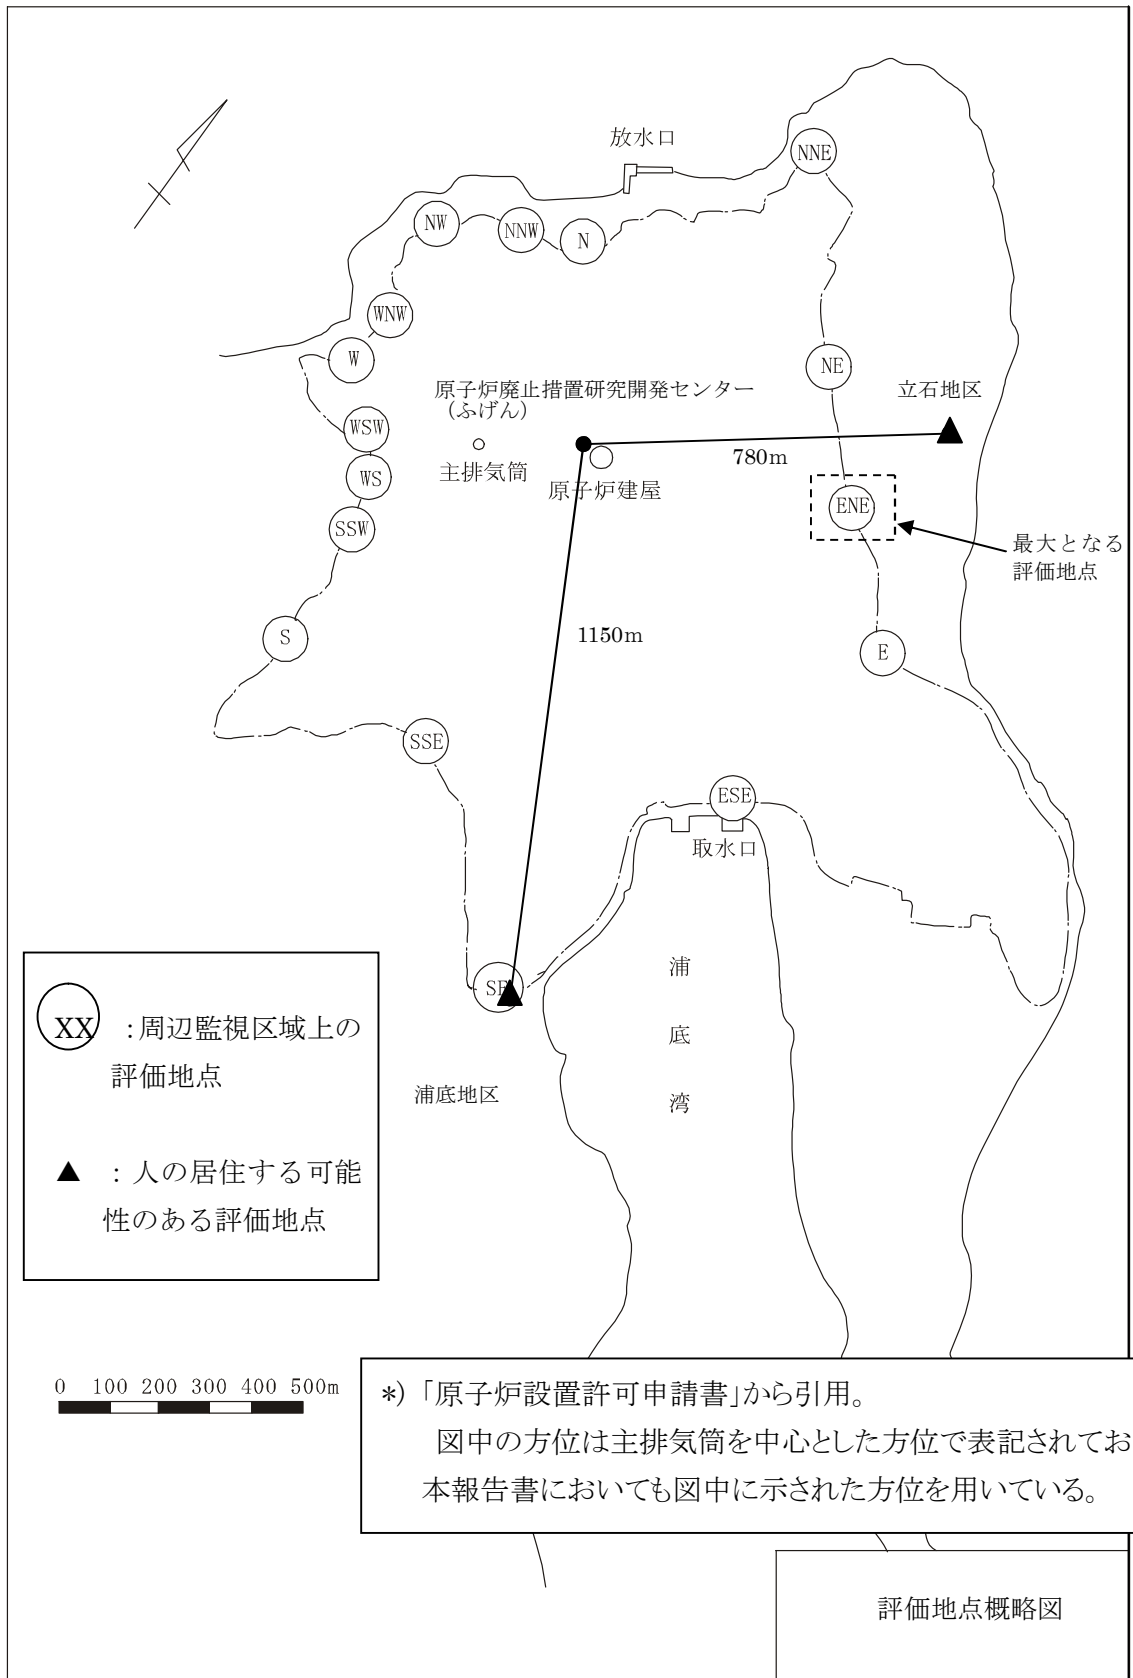 放水口
NNE
NW
NNW
N
WNW
W
NE
原子炉廃止措置研究開発センター
（ふげん）
立石地区
WSW
主排気筒
780m
WS
原子炉建屋
ENE
SSW
最大となる
評価地点
S
1150m
E
SSE
ESE
取水口
SE
浦
底
湾
浦底地区
XX ：周辺監視区域上の
評価地点
▲ ：人の居住する可能
性のある評価地点
0 100 200 300 400 500m
*）「原子炉設置許可申請書」から引用。
図中の方位は主排気筒を中心とした方位で表記されてお
本報告書においても図中に示された方位を用いている。
評価地点概略図